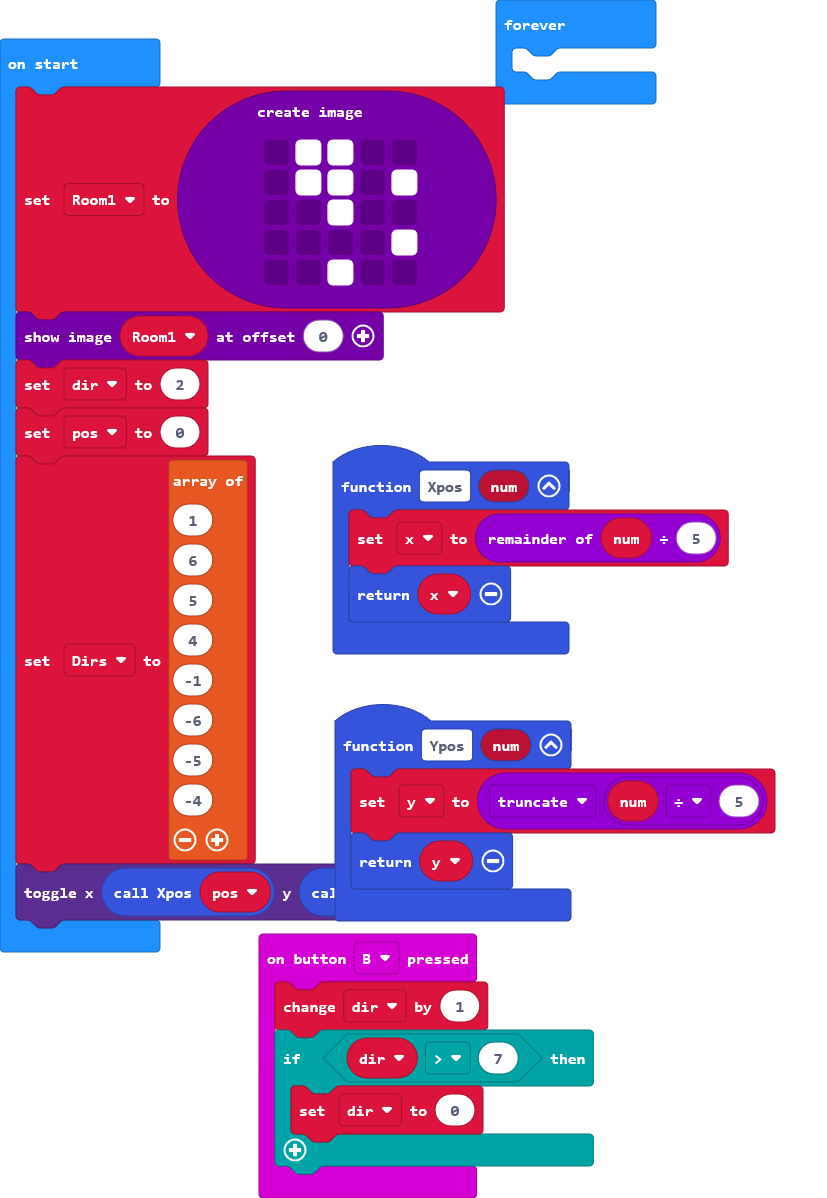 forever
on start
create image
set Room1 to
show image Room1 at offset 0
set dir to 2
set pos to 0
array of
1
6
5
4
set Dirs to
-1
-6
-5
-4
toggle x call Xpos pos y cal
function Xpos num
set x to remainder of num ÷ 5
return x
function Ypos num
set y to truncate num ÷ 5
return y
on button B pressed
change dir by 1
if dir > 7 then
set dir to 0